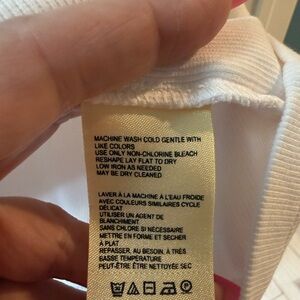 MACHINE WASH COLD GENTLE WITH
LIKE COLORS
USE ONLY NON-CHLORINE BLEACH
RESHAPE LAY FLAT TO DRY
LOW IRON AS NEEDED
MAY BE DRY CLEANED
LAVER À LA MACHINE À L'EAU FROIDE
AVEC COULEURS SIMILAIRES CYCLE
DÉLICAT
UTILISER UN AGENT DE
BLANCHIMENT
SANS CHLORE SI NÉCESSAIRE
METTRE EN FORME ET SÉCHER
À PLAT
REPASSER, AU BESOIN, À TRÈS
BASSE TEMPÉRATURE
PEUT-ÊTRE ÊTRE NETTOYÉE SEC